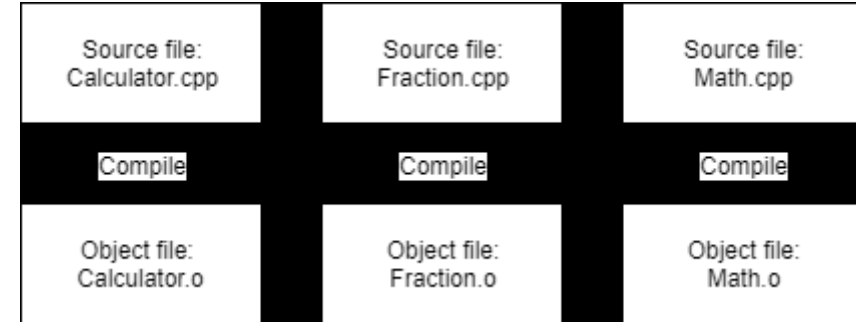 Source file:
Calculator.cpp
Source file:
Fraction.cpp
Source file:
Math.cpp
Compile
Compile
Compile
Object file:
Calculator.o
Object file:
Fraction.o
Object file:
Math.o